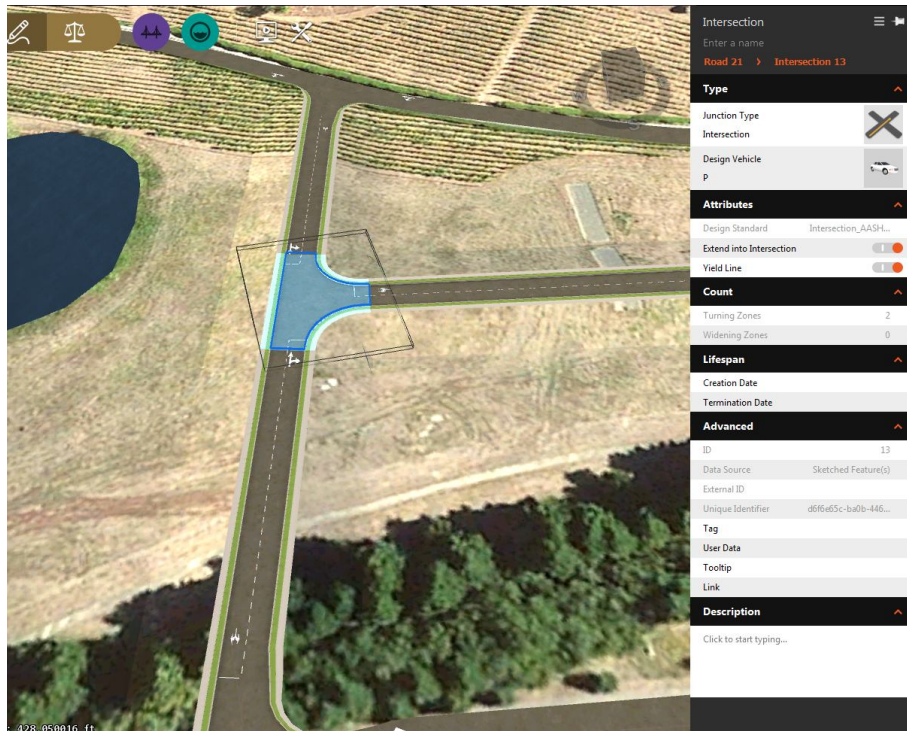 Intersection
Enter a name
Road 21 > Intersection 13
Type
Junction Type
Intersection
Design Vehicle
P
Attributes
Design Standard Intersection_AASH...
Extend into Intersection
Yield Line
Count
Turning Zones 2
Widening Zones 0
Lifespan
Creation Date
Termination Date
Advanced
ID 13
Data Source Sketched Feature(s)
External ID
Unique Identifier d6f6e65c-ba0b-446...
Tag
User Data
Tooltip
Link
Description
Click to start typing...
: 428.050016 ft